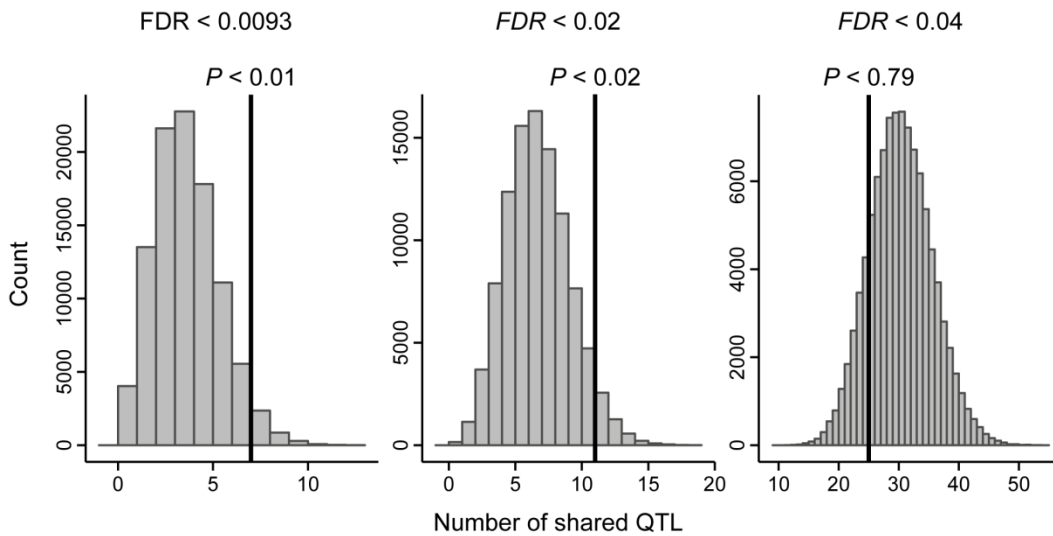 FDR < 0.0093
FDR < 0.02
FDR < 0.04
P < 0.01
P < 0.02
P < 0.79
Count
0
5000
10000
15000
20000
0 5 10
0
5000
10000
15000
0 5 10 15 20
0
2000
4000
6000
10 20 30 40 50
Number of shared QTL